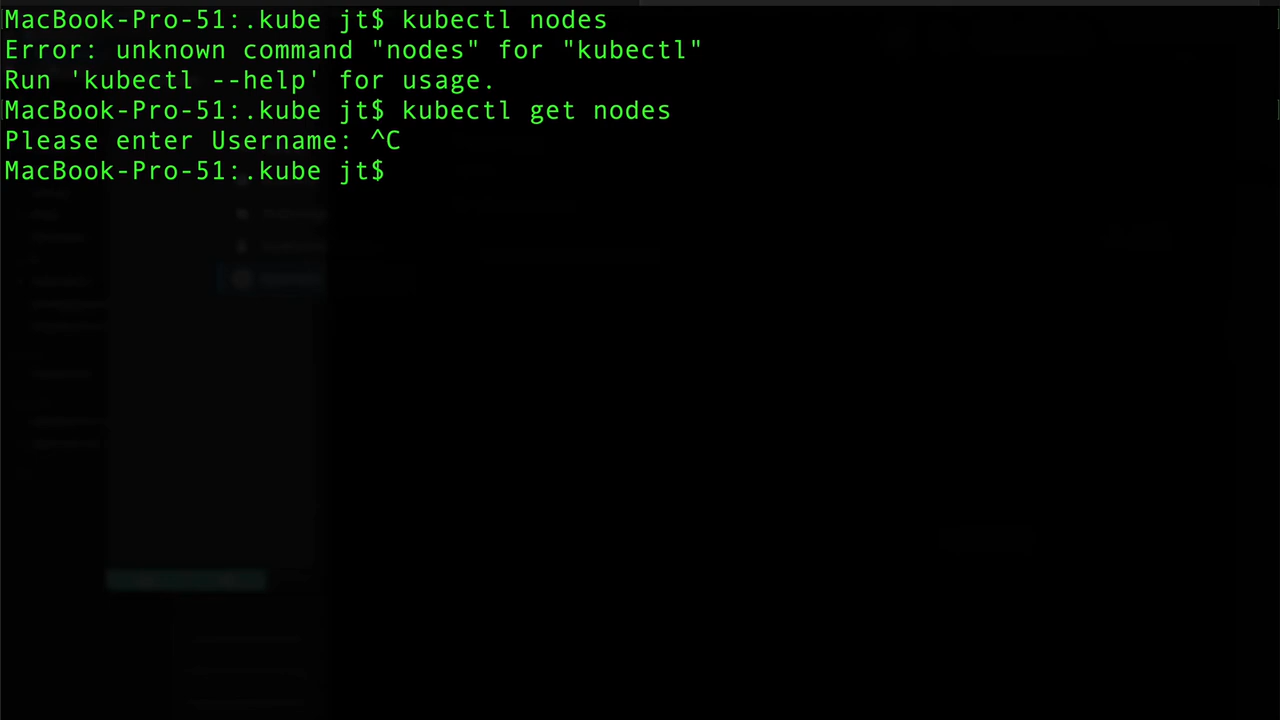 MacBook-Pro-51:.kube jt$ kubectl nodes
Error: unknown command "nodes" for "kubectl"
Run 'kubectl --help' for usage.
MacBook-Pro-51:.kube jt$ kubectl get nodes
Please enter Username: ^C
MacBook-Pro-51:.kube jt$